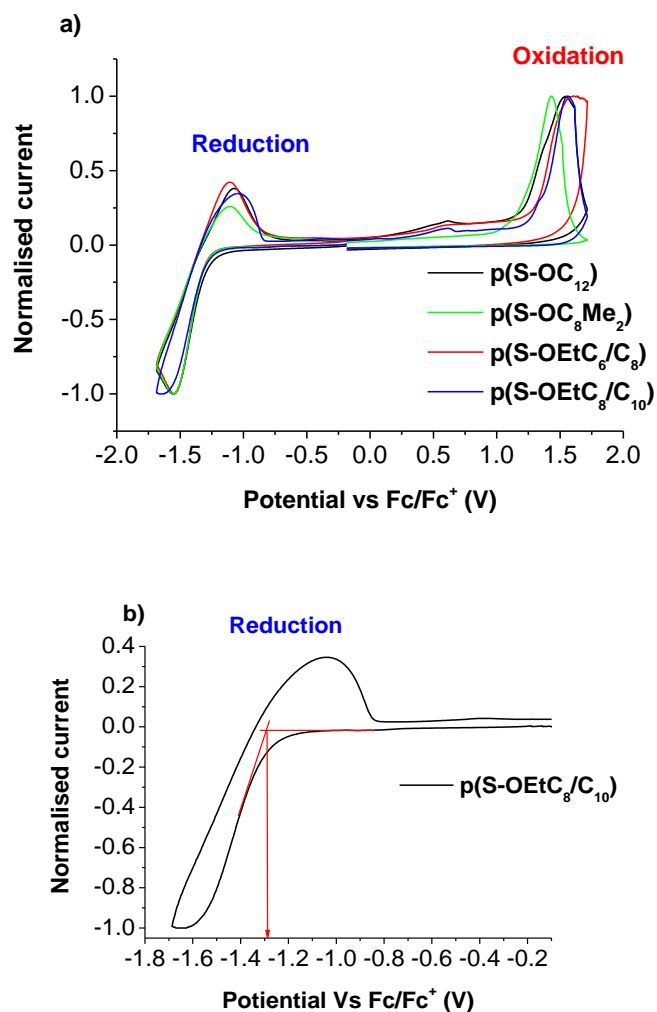 a)
Oxidation
Reduction
Normalised current
1.0
0.5
0.0
-0.5
-1.0
p(S-OC₁₂)
p(S-OC₈Me₂)
p(S-OEtC₆/C₈)
p(S-OEtC₈/C₁₀)
-2.0 -1.5 -1.0 -0.5 0.0 0.5 1.0 1.5 2.0
Potential vs Fc/Fc⁺ (V)
b)
Reduction
Normalised current
0.4
0.2
0.0
-0.2
-0.4
-0.6
-0.8
-1.0
p(S-OEtC₈/C₁₀)
-1.8 -1.6 -1.4 -1.2 -1.0 -0.8 -0.6 -0.4 -0.2
Potiential Vs Fc/Fc⁺ (V)